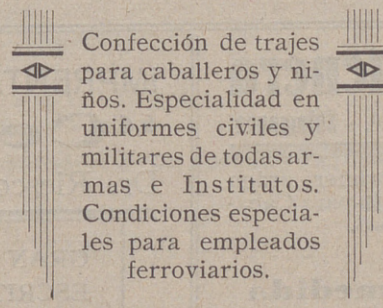 Confección de trajes
para caballeros y ni-
ños. Especialidad en
uniformes civiles y
militares de todas ar-
mas e Institutos.
Condiciones especia-
les para empleados
ferroviarios.